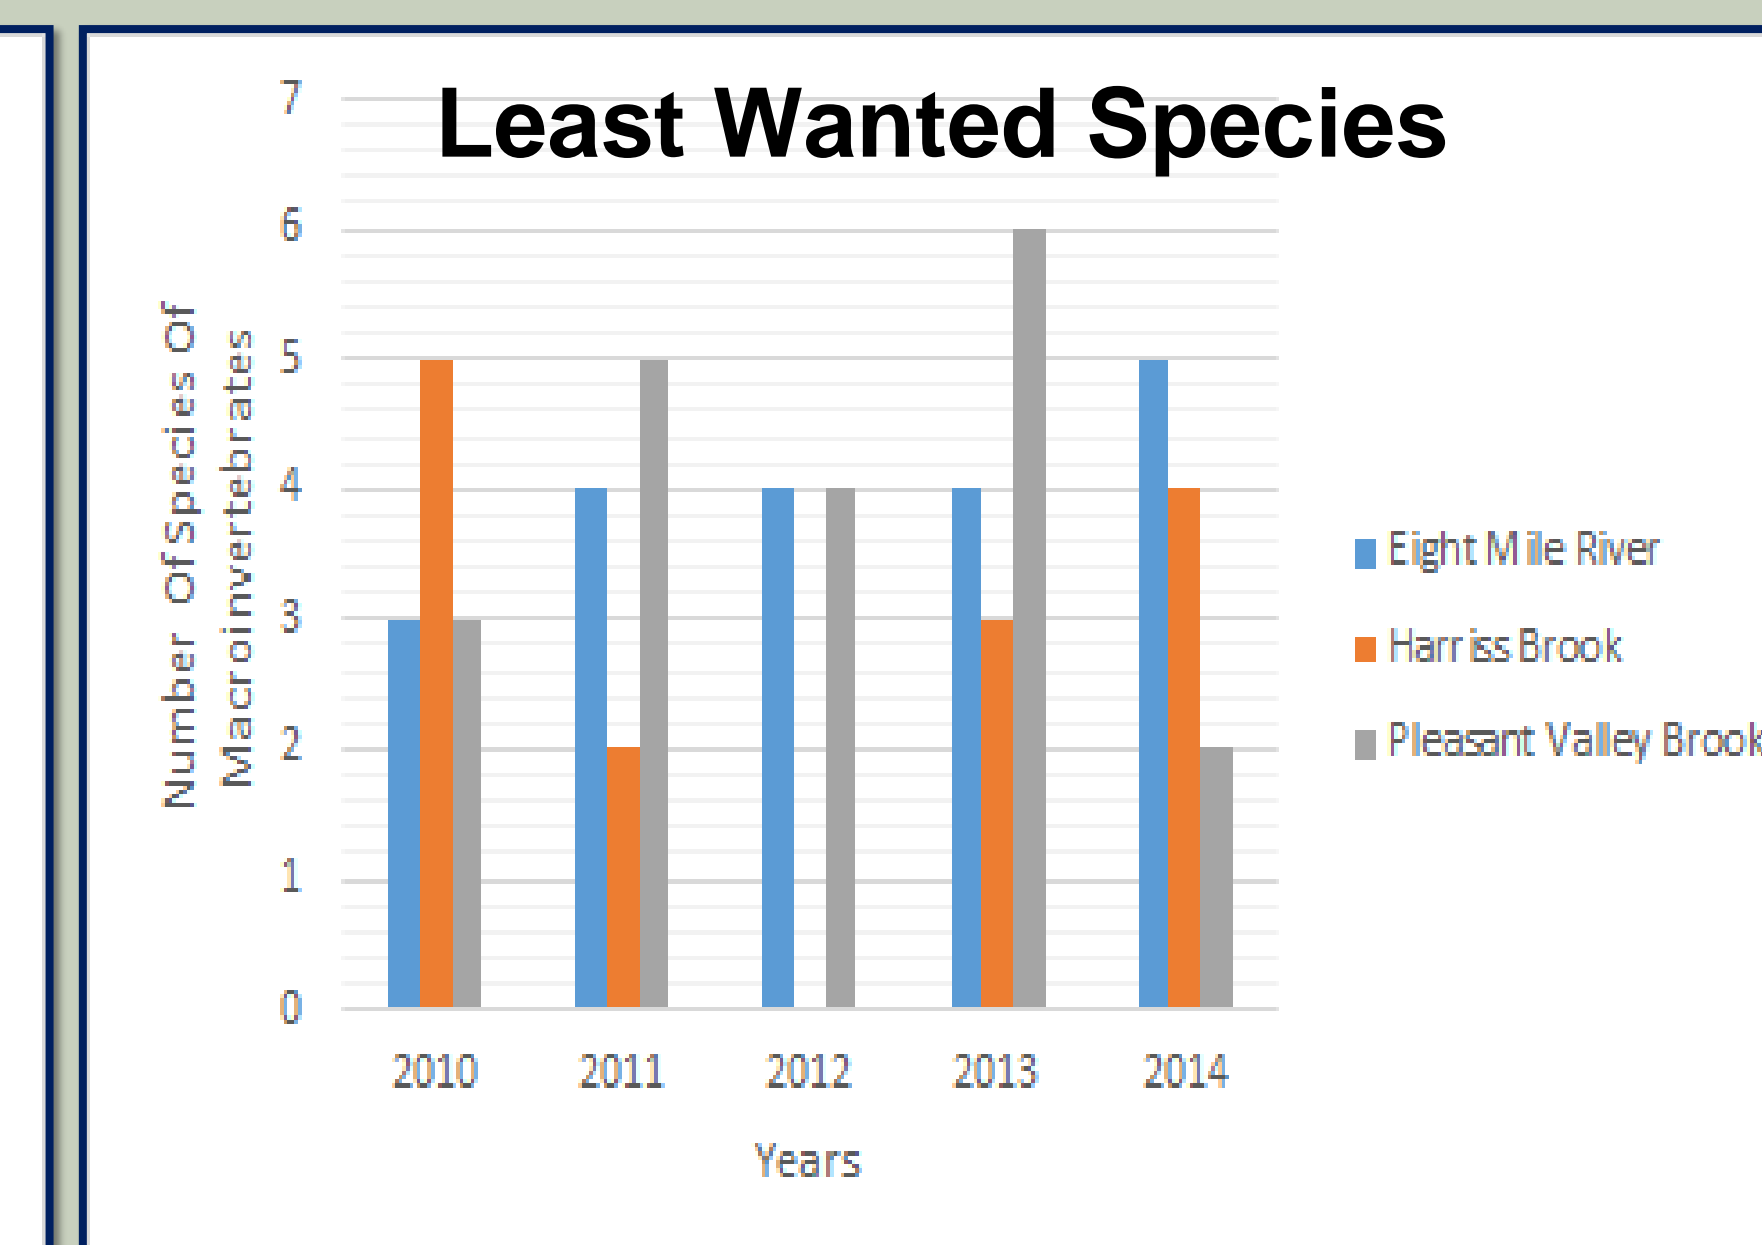 Least Wanted Species
7
6
5
4
3
2
1
0
Number Of Species Of
Macroinvertebrates
2010 2011 2012 2013 2014
Years
Eight Mile River
Harriss Brook
Pleasant Valley Brook